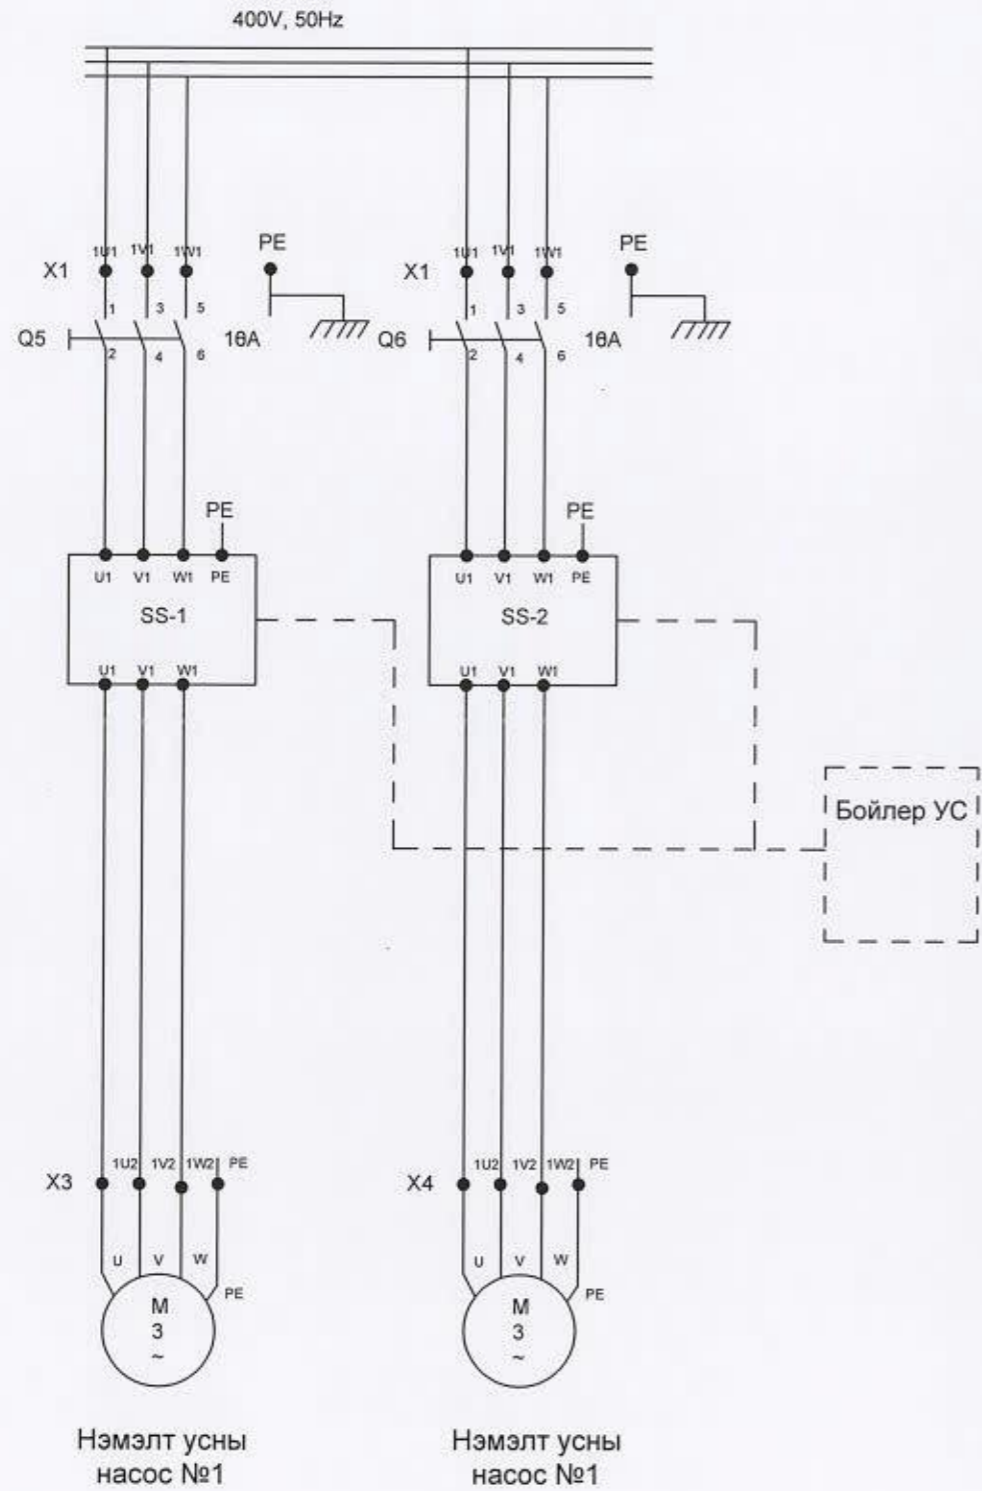 400V, 50Hz
1U1 1V1 1W1
X1
PE
1U1 1V1 1W1
X1
PE
1 3 5
Q5
16A
2 4 6
1 3 5
Q6
16A
2 4 6
PE
U1 V1 W1 PE
SS-1
U1 V1 W1
PE
U1 V1 W1 PE
SS-2
U1 V1 W1
Бойлер УС
X3
1U2 1V2 1W2 PE
U V W
PE
M
3
~
X4
1U2 1V2 1W2 PE
U V W
PE
M
3
~
Нэмэлт усны
насос №1
Нэмэлт усны
насос №1